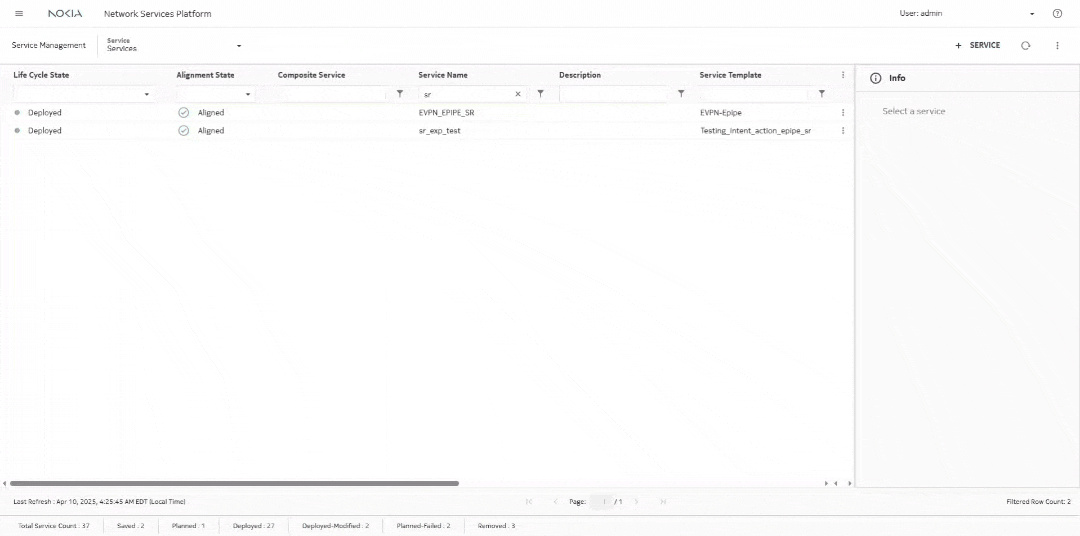 NOKIA Network Services Platform User: admin
Service Management Service Services + SERVICE
Life Cycle State Alignment State Composite Service Service Name Description Service Template Info
sr
Select a service
Deployed Aligned EVPN_EPIPE_SR EVPN-Epipe
Deployed Aligned sr_exp_test Testing_intent_action_epipe_sr
Last Refresh : Apr 10, 2025, 4:25:45 AM EDT (Local Time) Page: 1 / 1 Filtered Row Count: 2
Total Service Count : 37 Saved : 2 Planned : 1 Deployed : 27 Deployed-Modified : 2 Planned-Failed : 2 Removed : 3